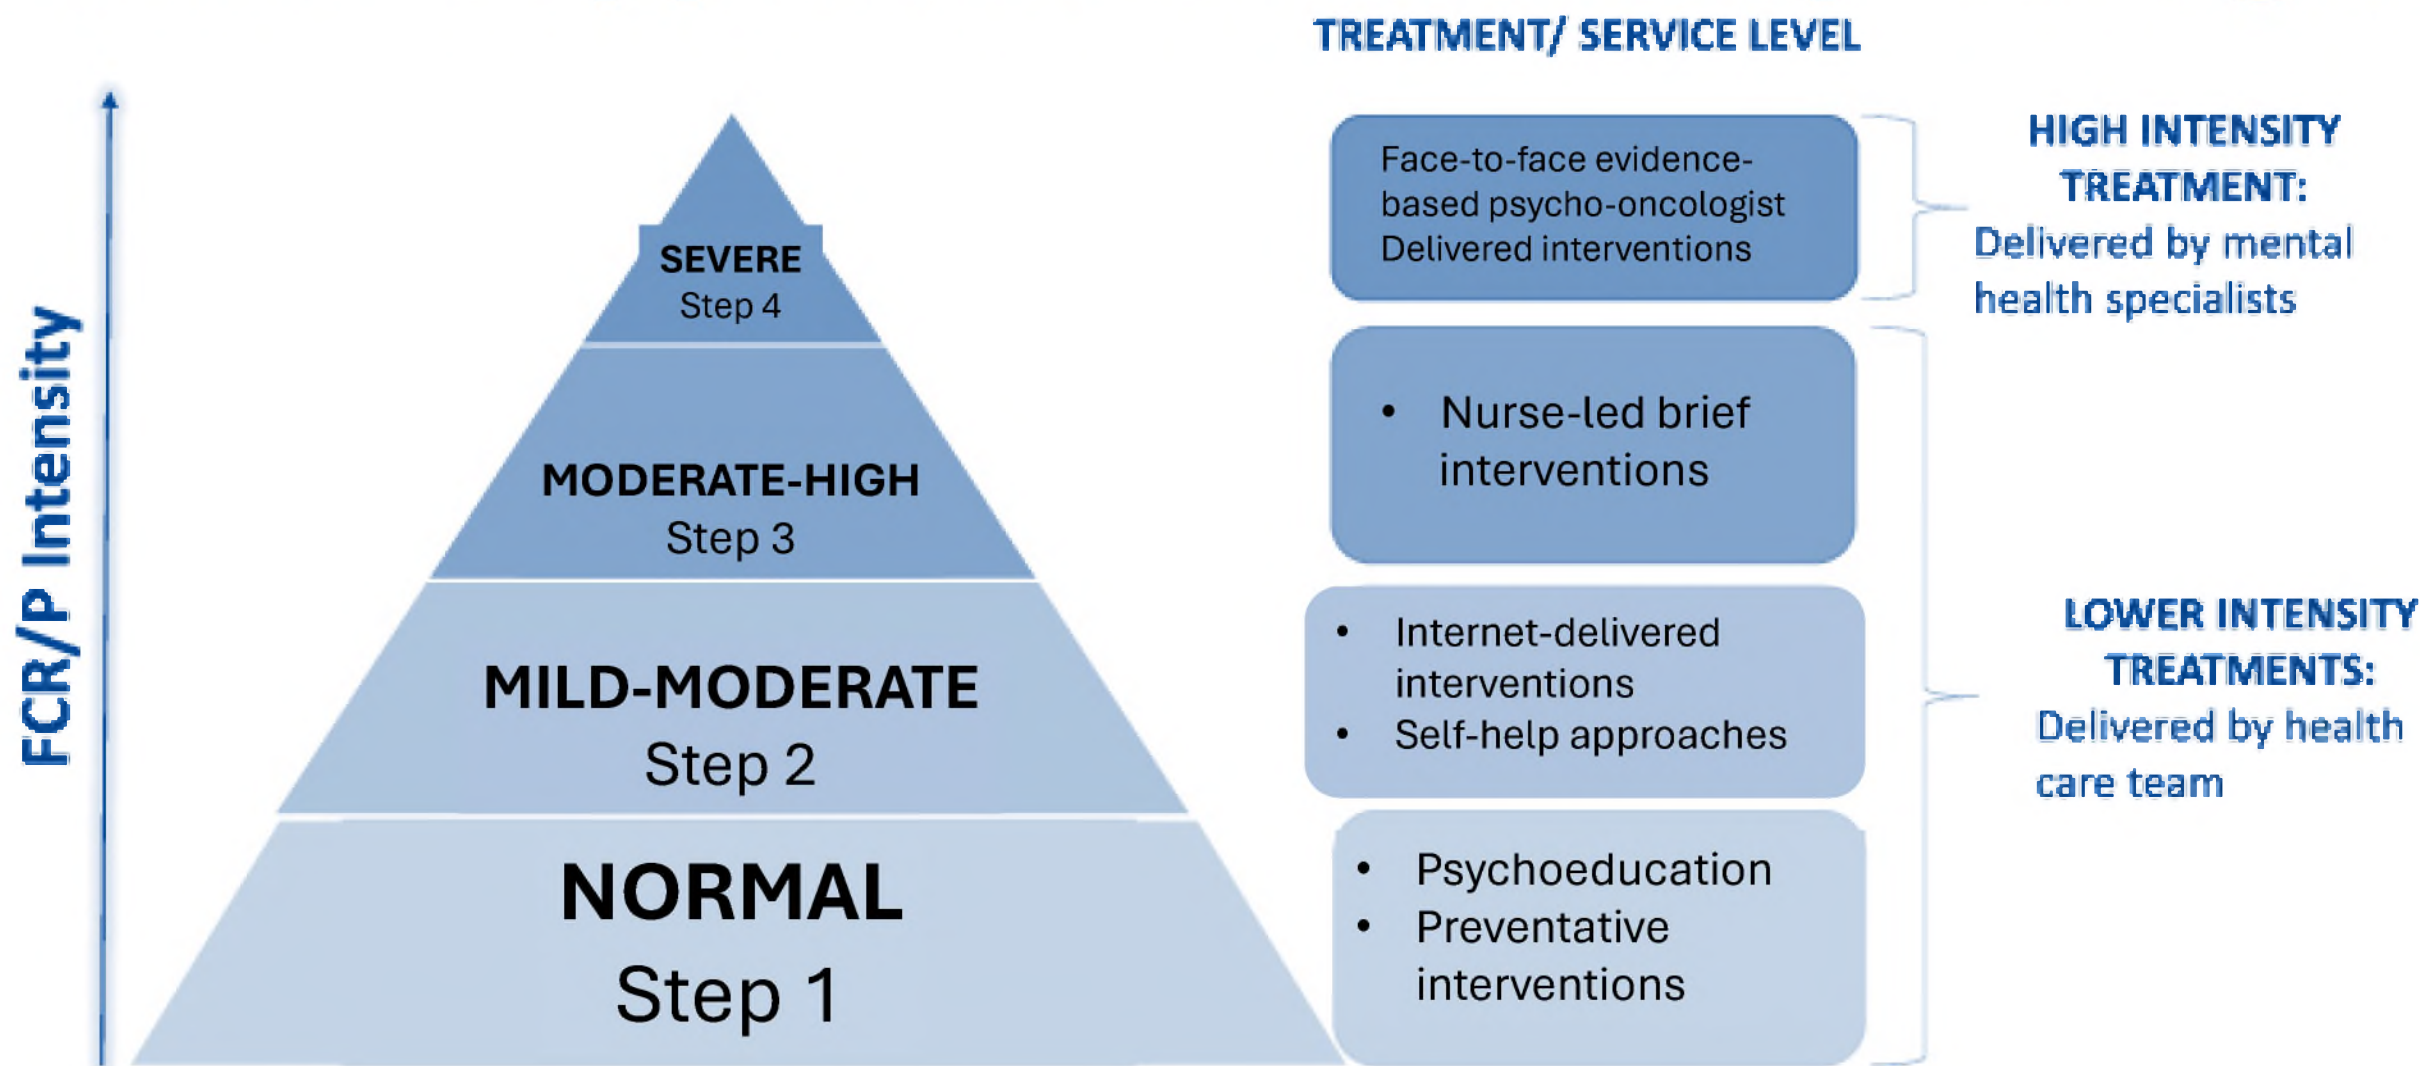 TREATMENT/ SERVICE LEVEL
FCR/P Intensity
SEVERE
Step 4
MODERATE-HIGH
Step 3
MILD-MODERATE
Step 2
NORMAL
Step 1
Face-to-face evidence-
based psycho-oncologist
Delivered interventions
• Nurse-led brief
interventions
• Internet-delivered
interventions
• Self-help approaches
• Psychoeducation
• Preventative
interventions
HIGH INTENSITY
TREATMENT:
Delivered by mental
health specialists
LOWER INTENSITY
TREATMENTS:
Delivered by health
care team